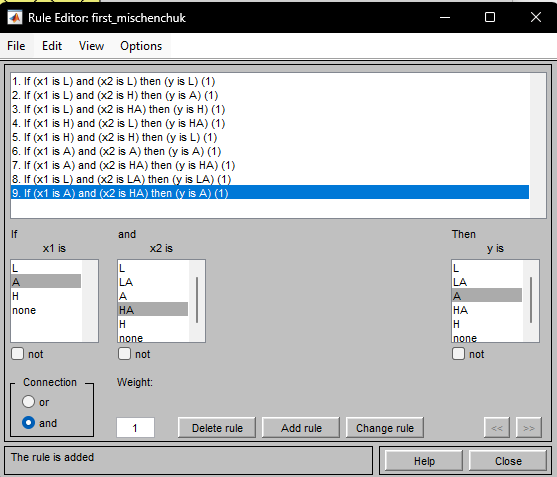 Rule Editor: first_mischenchuk
File Edit View Options
1. If (x1 is L) and (x2 is L) then (y is L) (1)
2. If (x1 is L) and (x2 is H) then (y is A) (1)
3. If (x1 is L) and (x2 is HA) then (y is H) (1)
4. If (x1 is H) and (x2 is L) then (y is HA) (1)
5. If (x1 is H) and (x2 is H) then (y is L) (1)
6. If (x1 is A) and (x2 is A) then (y is HA) (1)
7. If (x1 is A) and (x2 is HA) then (y is HA) (1)
8. If (x1 is L) and (x2 is LA) then (y is LA) (1)
9. If (x1 is A) and (x2 is HA) then (y is A) (1)
If and Then
x1 is x2 is y is
L L L
A LA LA
H A A
none HA HA
H H
none none
not not not
Connection Weight:
or
and 1 Delete rule Add rule Change rule << >>
The rule is added Help Close